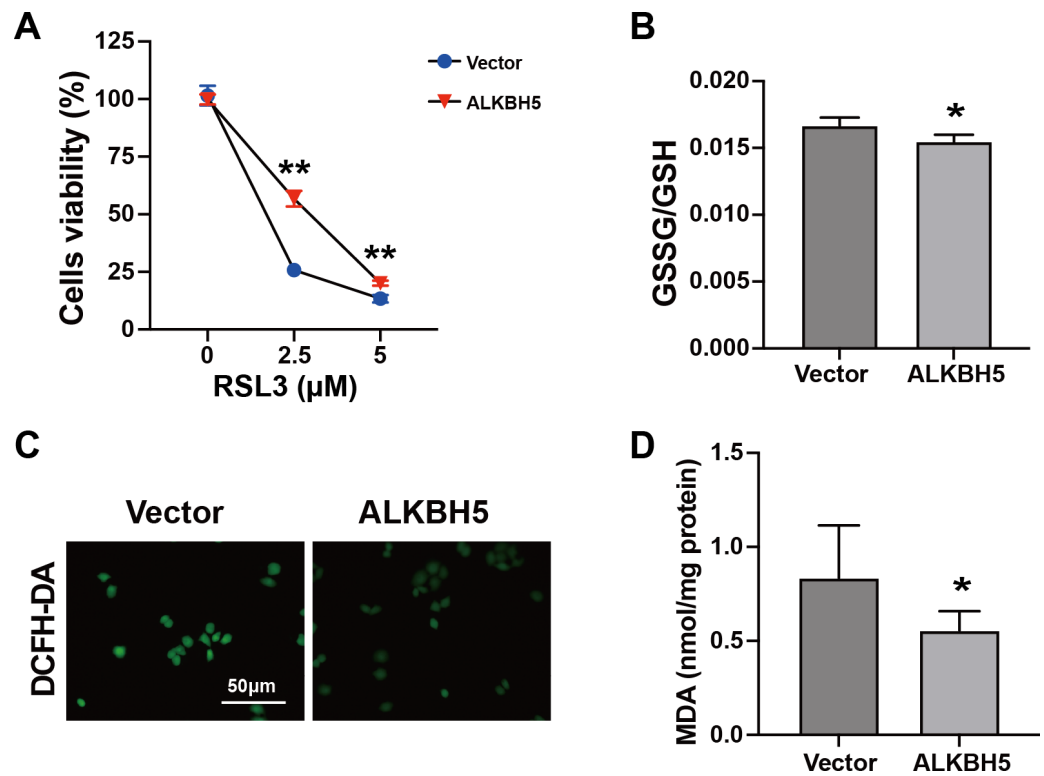 A
125
100
75
50
25
0
Cells viability (%)
**
**
0 2.5 5
RSL3 (µM)
Vector
ALKBH5
B
0.020
0.015
0.010
0.005
0.000
GSSG/GSH
*
Vector ALKBH5
C
Vector ALKBH5
DCFH-DA
50µm
D
1.5
1.0
0.5
0.0
MDA (nmol/mg protein)
*
Vector ALKBH5